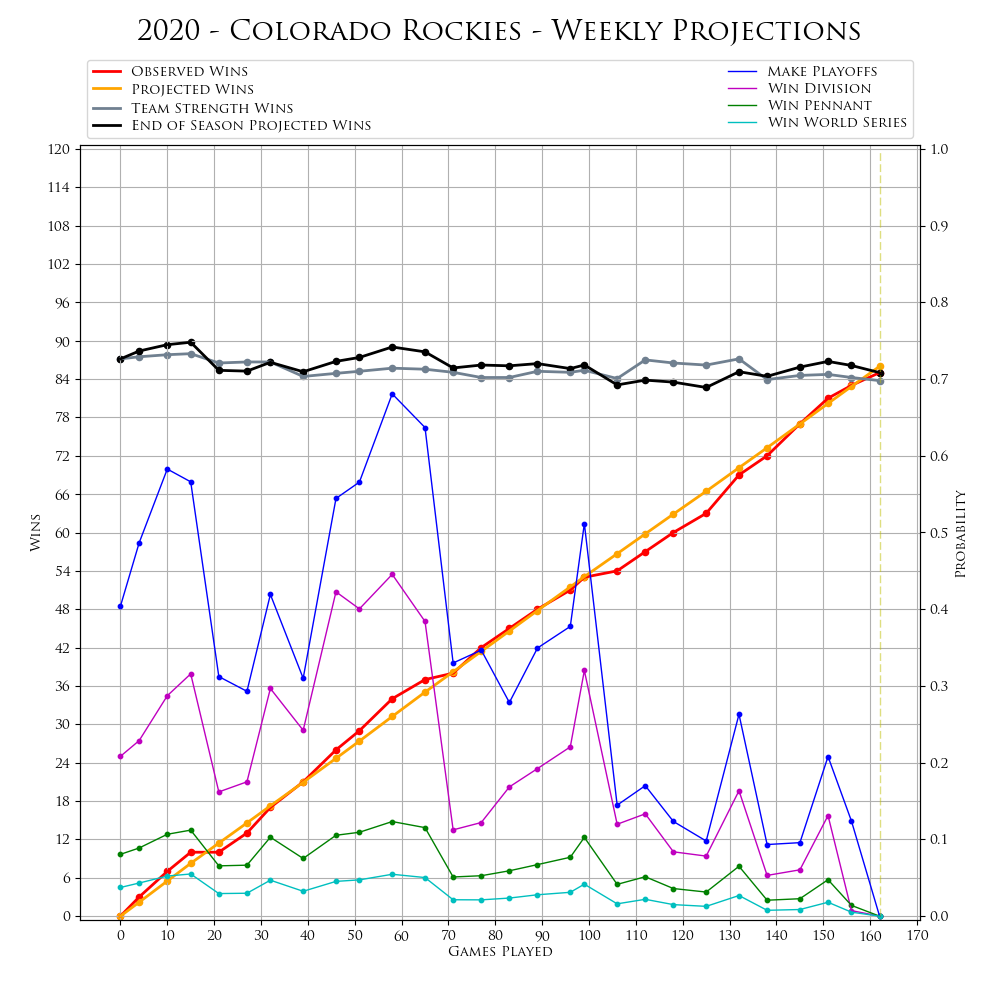 2020 - Colorado Rockies - Weekly Projections
Observed Wins
Projected Wins
Team Strength Wins
End of Season Projected Wins
Make Playoffs
Win Division
Win Pennant
Win World Series
120
114
108
102
96
90
84
78
72
66
60
54
48
42
36
30
24
18
12
6
0
Wins
1.0
0.9
0.8
0.7
0.6
0.5
0.4
0.3
0.2
0.1
0.0
Probability
0 10 20 30 40 50 60 70 80 90 100 110 120 130 140 150 160 170
Games Played